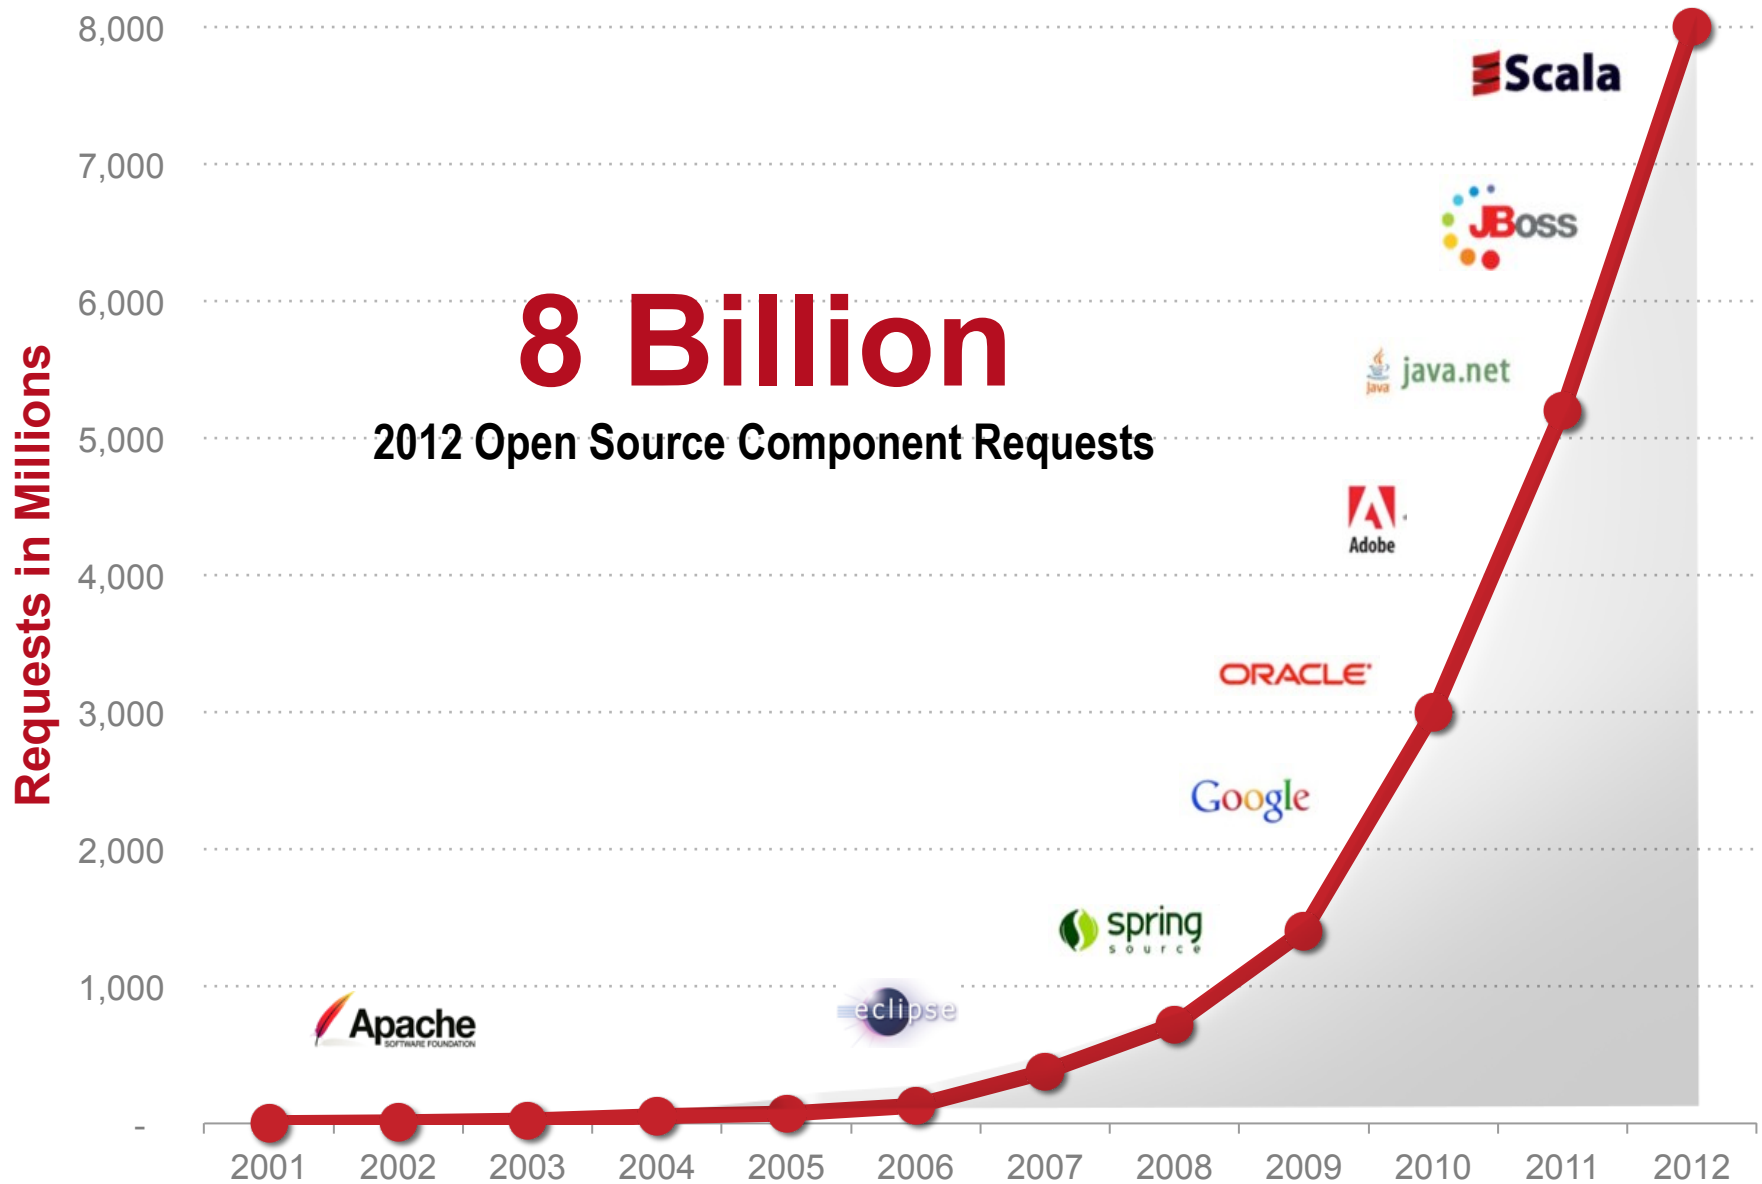 8,000
Scala
7,000
JBoss
6,000
8 Billion
java.net
Java
5,000
2012 Open Source Component Requests
Requests in Millions
Adobe
4,000
ORACLE
3,000
Google
2,000
spring
source
1,000
eclipse
Apache
SOFTWARE FOUNDATION
-
2001 2002 2003 2004 2005 2006 2007 2008 2009 2010 2011 2012